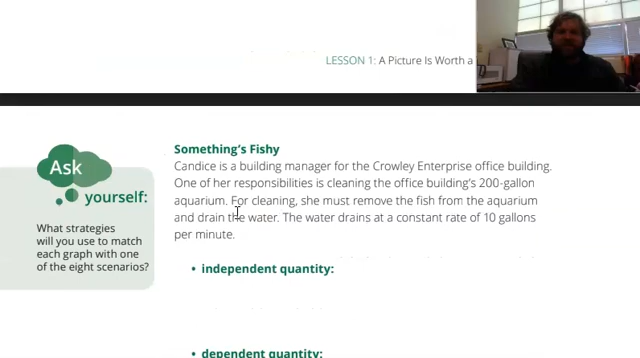 LESSON 1: A Picture Is Worth a
Something's Fishy
Candice is a building manager for the Crowley Enterprise office building.
One of her responsibilities is cleaning the office building's 200-gallon
aquarium. For cleaning, she must remove the fish from the aquarium
and drain the water. The water drains at a constant rate of 10 gallons
per minute.
Ask
yourself:
What strategies
will you use to match
each graph with one
of the eight scenarios?
• independent quantity:
• dependent quantity: